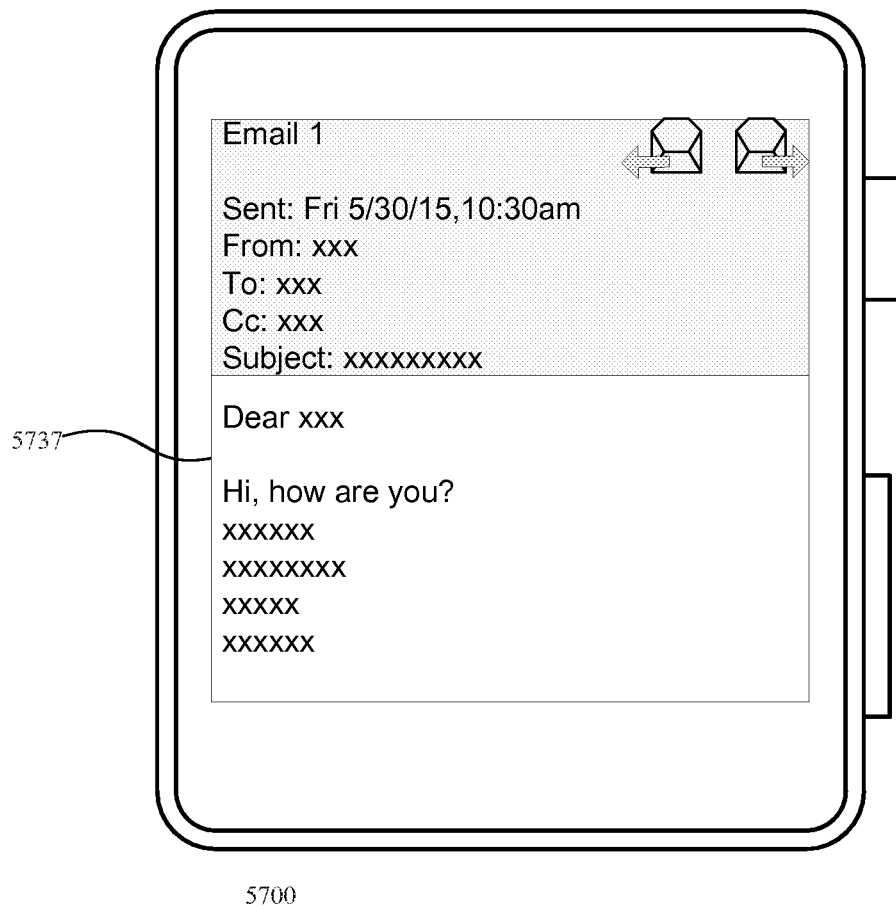 Email 1
Sent: Fri 5/30/15,10:30am
From: xxx
To: xxx
Cc: xxx
Subject: xxxxxxxxx
Dear xxx
5737
Hi, how are you?
xxxxxx
xxxxxxxx
xxxxx
xxxxxx
5700